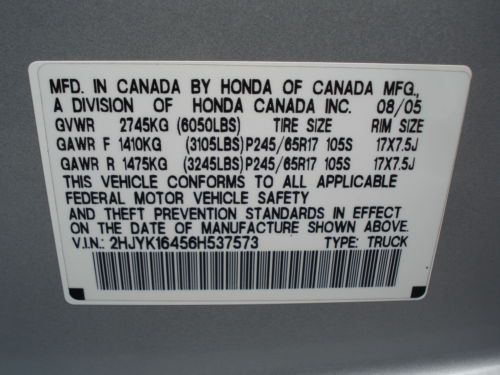 MFD. IN CANADA BY HONDA OF CANADA MFG.,
A DIVISION OF HONDA CANADA INC. 08/05
GVWR 2745KG (6050LBS) TIRE SIZE RIM SIZE
GAWR F 1410KG (3105LBS)P245/65R17 105S 17X7.5J
GAWR R 1475KG (3245LBS)P245/65R17 105S 17X7.5J
THIS VEHICLE CONFORMS TO ALL APPLICABLE
FEDERAL MOTOR VEHICLE SAFETY
AND THEFT PREVENTION STANDARDS IN EFFECT
ON THE DATE OF MANUFACTURE SHOWN ABOVE.
V.I.N.: 2HJYK16456H537573 TYPE: TRUCK